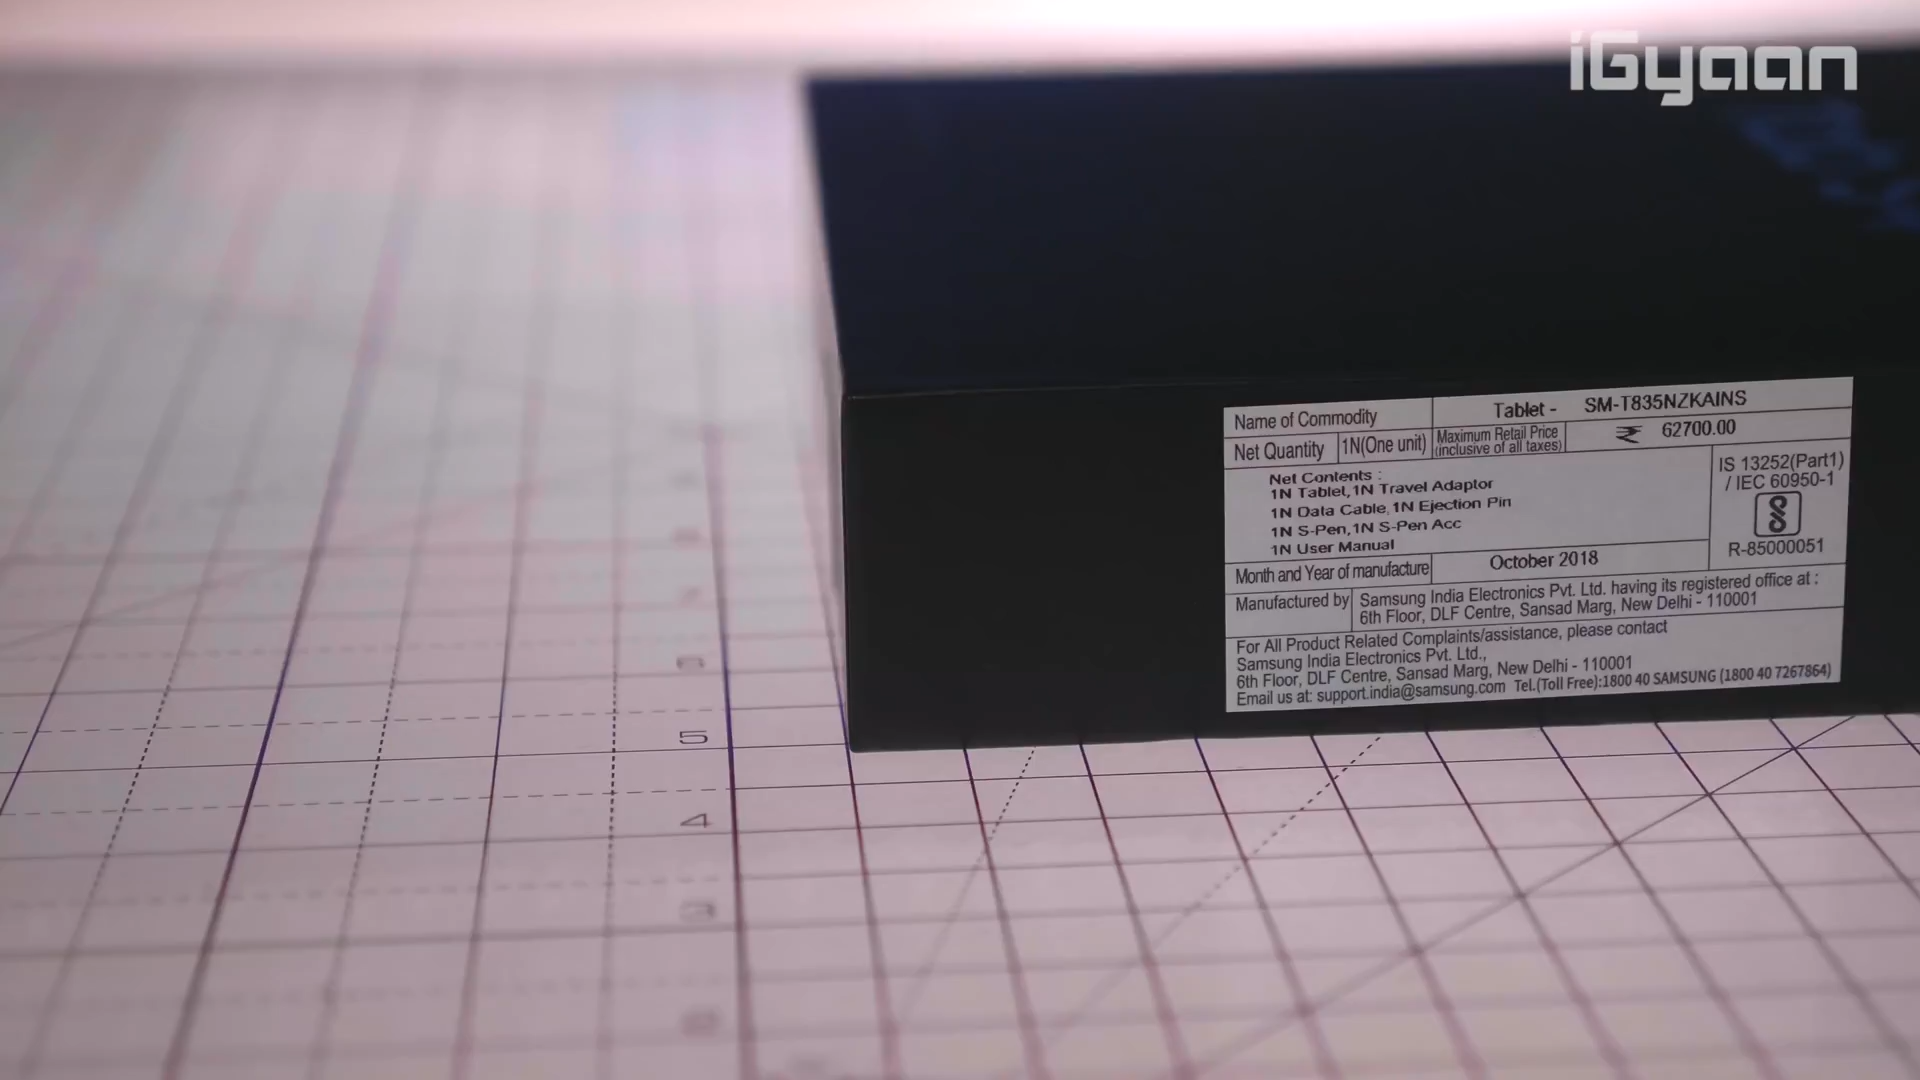 iGyaan
Name of Commodity
Tablet - SM-T835NZKAINS
Net Quantity
1N(One unit)
Maximum Retail Price
(inclusive of all taxes)
₹ 62700.00
Net Contents :
1N Tablet,1N Travel Adaptor
1N Data Cable,1N Ejection Pin
1N S-Pen,1N S-Pen Acc
1N User Manual
IS 13252(Part1)
/ IEC 60950-1
R-85000051
Month and Year of manufacture
October 2018
Manufactured by
Samsung India Electronics Pvt. Ltd. having its registered office at :
6th Floor, DLF Centre, Sansad Marg, New Delhi - 110001
For All Product Related Complaints/assistance, please contact
Samsung India Electronics Pvt. Ltd.,
6th Floor, DLF Centre, Sansad Marg, New Delhi - 110001
Email us at: support.india@samsung.com Tel.(Toll Free):1800 40 SAMSUNG (1800 40 7267864)
6
5
4
3
2